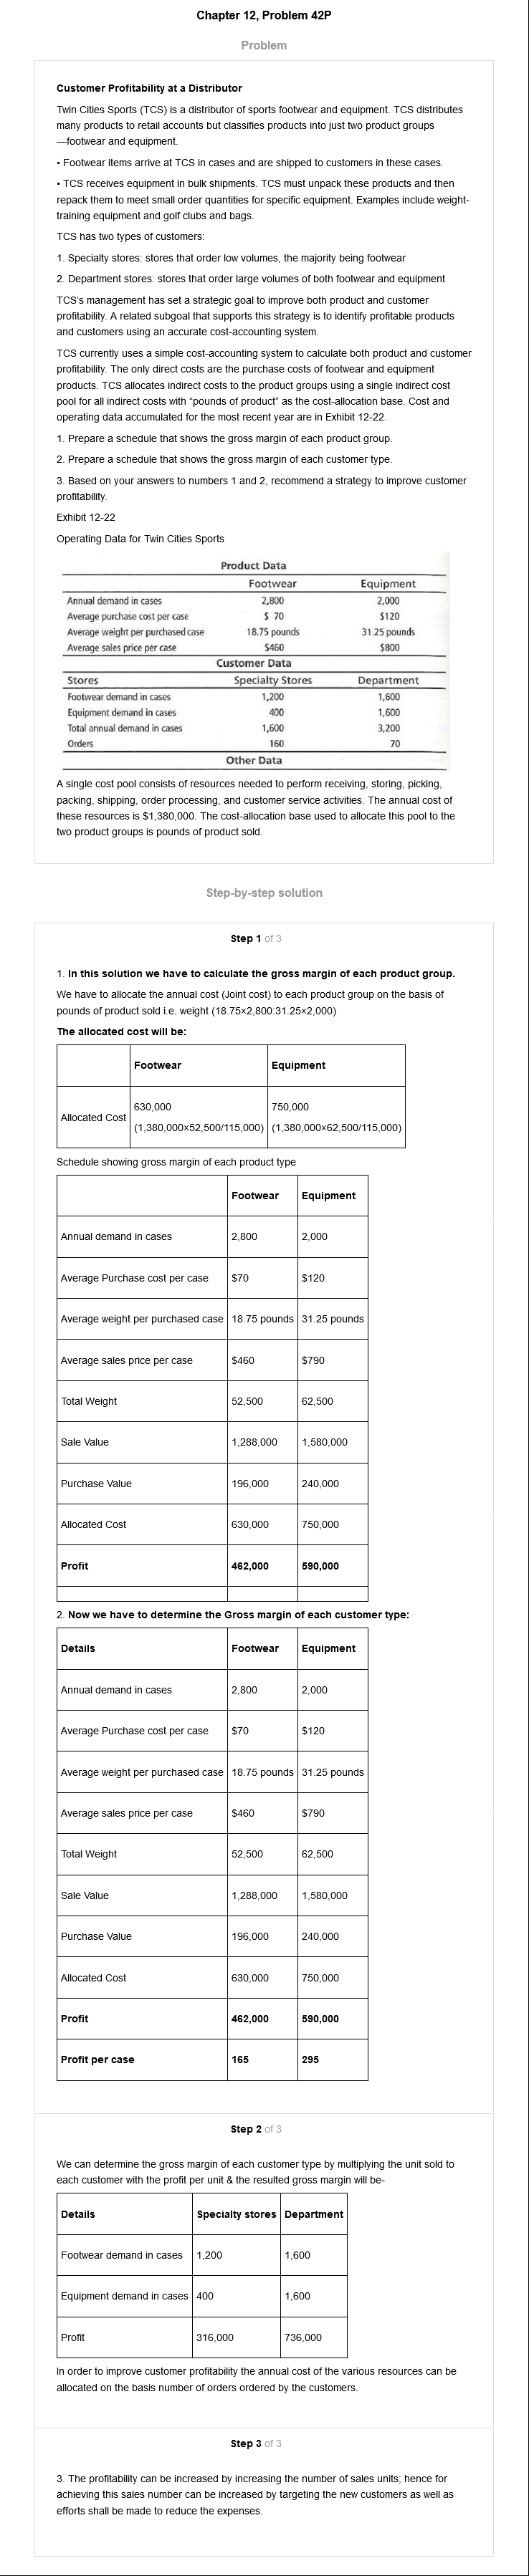 Chapter 12, Problem 42P
Problem
Customer Profitability at a Distributor
Twin Cities Sports (TCS) is a distributor of sports footwear and equipment. TCS distributes
many products to retail accounts but classifies products into just two product groups
—footwear and equipment.
• Footwear items arrive at TCS in cases and are shipped to customers in these cases.
• TCS receives equipment in bulk shipments. TCS must unpack these products and then
repack them to meet small order quantities for specific equipment. Examples include weight-
training equipment and golf clubs and bags.
TCS has two types of customers:
1. Specialty stores: stores that order low volumes, the majority being footwear
2. Department stores: stores that order large volumes of both footwear and equipment
TCS's management has set a strategic goal to improve both product and customer
profitability. A related subgoal that supports this strategy is to identify profitable products
and customers using an accurate cost-accounting system.
TCS currently uses a simple cost-accounting system to calculate both product and customer
profitability. The only direct costs are the purchase costs of footwear and equipment
products. TCS allocates indirect costs to the product groups using a single indirect cost
pool for all indirect costs with "pounds of product" as the cost-allocation base. Cost and
operating data accumulated for the most recent year are in Exhibit 12-22.
1. Prepare a schedule that shows the gross margin of each product group.
2. Prepare a schedule that shows the gross margin of each customer type.
3. Based on your answers to numbers 1 and 2, recommend a strategy to improve customer
profitability.
Exhibit 12-22
Operating Data for Twin Cities Sports
Product Data
Footwear Equipment
Annual demand in cases 2,800 2,000
Average purchase cost per case $ 70 $120
Average weight per purchased case 18.75 pounds 31.25 pounds
Average sales price per case $460 $800
Customer Data
Stores Specialty Stores Department
Footwear demand in cases 1,200 1,600
Equipment demand in cases 400 1,600
Total annual demand in cases 1,600 3,200
Orders 160 70
Other Data
A single cost pool consists of resources needed to perform receiving, storing, picking,
packing, shipping, order processing, and customer service activities. The annual cost of
these resources is $1,380,000. The cost-allocation base used to allocate this pool to the
two product groups is pounds of product sold.
Step-by-step solution
Step 1 of 3
1. In this solution we have to calculate the gross margin of each product group.
We have to allocate the annual cost (Joint cost) to each product group on the basis of
pounds of product sold i.e. weight (18.75×2,800:31.25×2,000)
The allocated cost will be:
Footwear Equipment
Allocated Cost 630,000 750,000
(1,380,000×52,500/115,000) (1,380,000×62,500/115,000)
Schedule showing gross margin of each product type
Footwear Equipment
Annual demand in cases 2,800 2,000
Average Purchase cost per case $70 $120
Average weight per purchased case 18.75 pounds 31.25 pounds
Average sales price per case $460 $790
Total Weight 52,500 62,500
Sale Value 1,288,000 1,580,000
Purchase Value 196,000 240,000
Allocated Cost 630,000 750,000
Profit 462,000 590,000
2. Now we have to determine the Gross margin of each customer type:
Details Footwear Equipment
Annual demand in cases 2,800 2,000
Average Purchase cost per case $70 $120
Average weight per purchased case 18.75 pounds 31.25 pounds
Average sales price per case $460 $790
Total Weight 52,500 62,500
Sale Value 1,288,000 1,580,000
Purchase Value 196,000 240,000
Allocated Cost 630,000 750,000
Profit 462,000 590,000
Profit per case 165 295
Step 2 of 3
We can determine the gross margin of each customer type by multiplying the unit sold to
each customer with the profit per unit & the resulted gross margin will be-
Details Specialty stores Department
Footwear demand in cases 1,200 1,600
Equipment demand in cases 400 1,600
Profit 316,000 736,000
In order to improve customer profitability the annual cost of the various resources can be
allocated on the basis number of orders ordered by the customers.
Step 3 of 3
3. The profitability can be increased by increasing the number of sales units; hence for
achieving this sales number can be increased by targeting the new customers as well as
efforts shall be made to reduce the expenses.